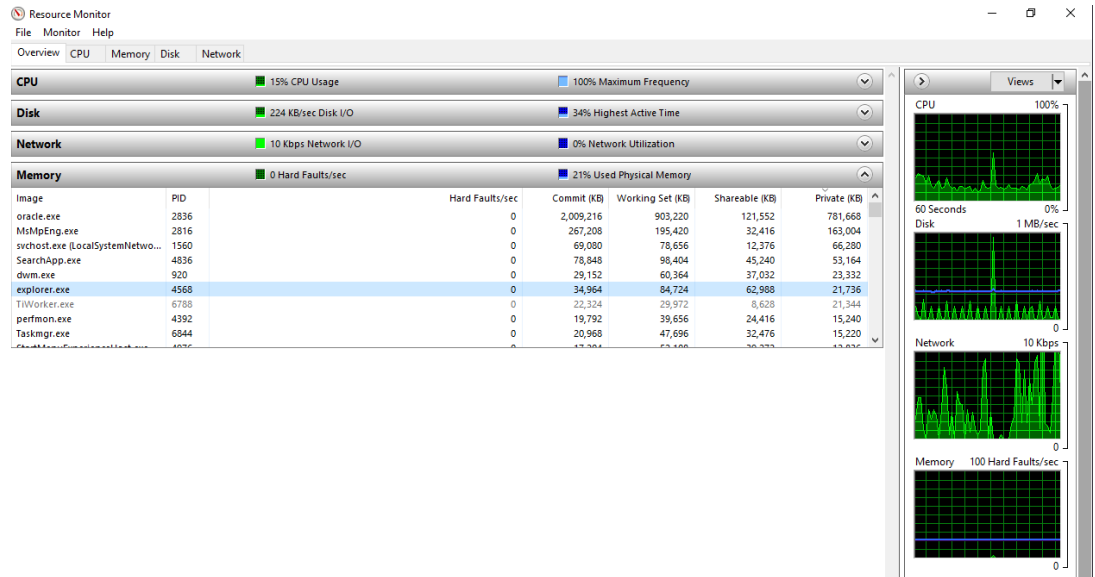 Resource Monitor
File Monitor Help
Overview CPU Memory Disk Network
CPU 15% CPU Usage 100% Maximum Frequency
Disk 224 KB/sec Disk I/O 34% Highest Active Time
Network 10 Kbps Network I/O 0% Network Utilization
Memory 0 Hard Faults/sec 21% Used Physical Memory
Image PID Hard Faults/sec Commit (KB) Working Set (KB) Shareable (KB) Private (KB)
oracle.exe 2836 0 2,009,216 903,220 121,552 781,668
MsMpEng.exe 2816 0 267,208 195,420 32,416 163,004
svchost.exe (LocalSystemNetwo... 1560 0 69,080 78,656 12,376 66,280
SearchApp.exe 4836 0 78,848 98,404 45,240 53,164
dwm.exe 920 0 29,152 60,364 37,032 23,332
explorer.exe 4568 0 34,964 84,724 62,988 21,736
TiWorker.exe 6788 0 22,324 29,972 8,628 21,344
perfmon.exe 4392 0 19,792 39,656 24,416 15,240
Taskmgr.exe 6844 0 20,968 47,696 32,476 15,220
Views
CPU 100%
60 Seconds 0%
Disk 1 MB/sec
0
Network 10 Kbps
0
Memory 100 Hard Faults/sec
0